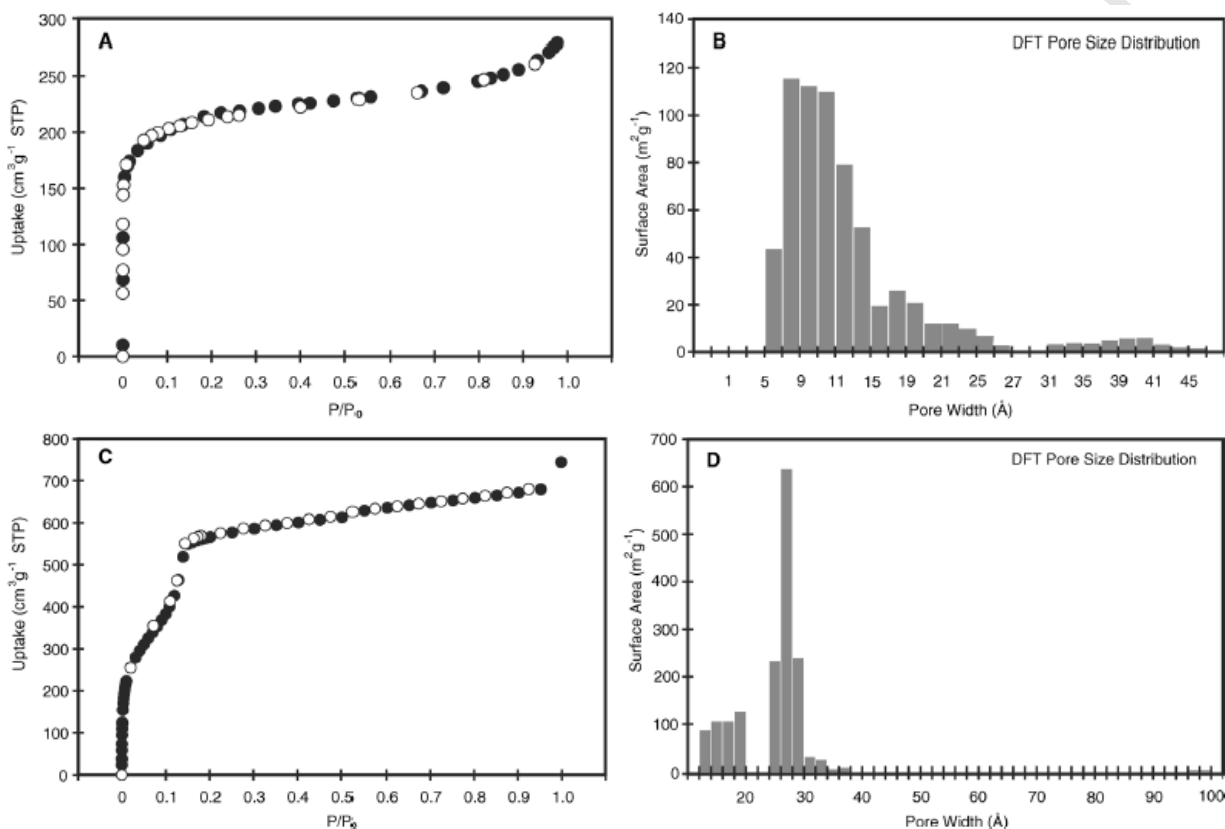 A
Uptake (cm³g⁻¹ STP)
300
250
200
150
100
50
0
0 0.1 0.2 0.3 0.4 0.5 0.6 0.7 0.8 0.9 1.0
P/P₀
B
DFT Pore Size Distribution
Surface Area (m²g⁻¹)
140
120
100
80
60
40
20
0
1 5 9 11 15 19 21 25 27 31 35 39 41 45
Pore Width (Å)
C
Uptake (cm³g⁻¹ STP)
800
700
600
500
400
300
200
100
0
0 0.1 0.2 0.3 0.4 0.5 0.6 0.7 0.8 0.9 1.0
P/P₀
D
DFT Pore Size Distribution
Surface Area (m²g⁻¹)
700
600
500
400
300
200
100
0
20 30 40 60 80 80 100
Pore Width (Å)